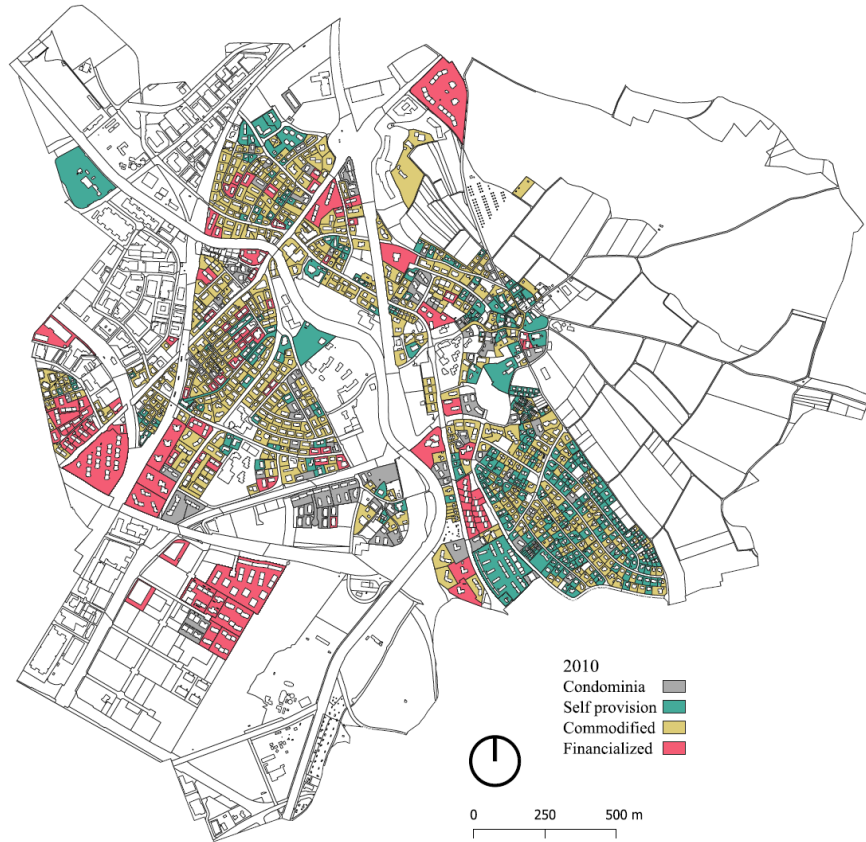 2010
Condominia
Self provision
Commodified
Financialized
0 250 500 m